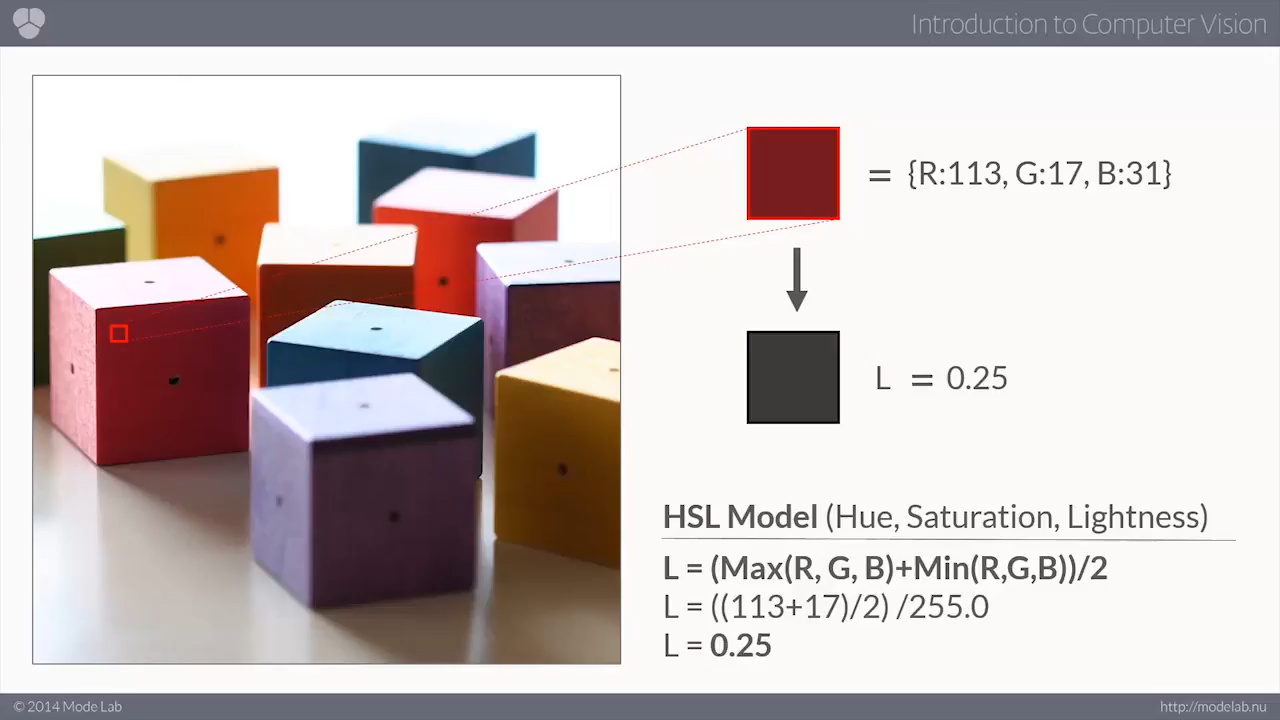 Introduction to Computer Vision
= {R:113, G:17, B:31}
L = 0.25
HSL Model (Hue, Saturation, Lightness)
L = (Max(R, G, B)+Min(R,G,B))/2
L = ((113+17)/2) /255.0
L = 0.25
© 2014 Mode Lab
http://modelab.nu